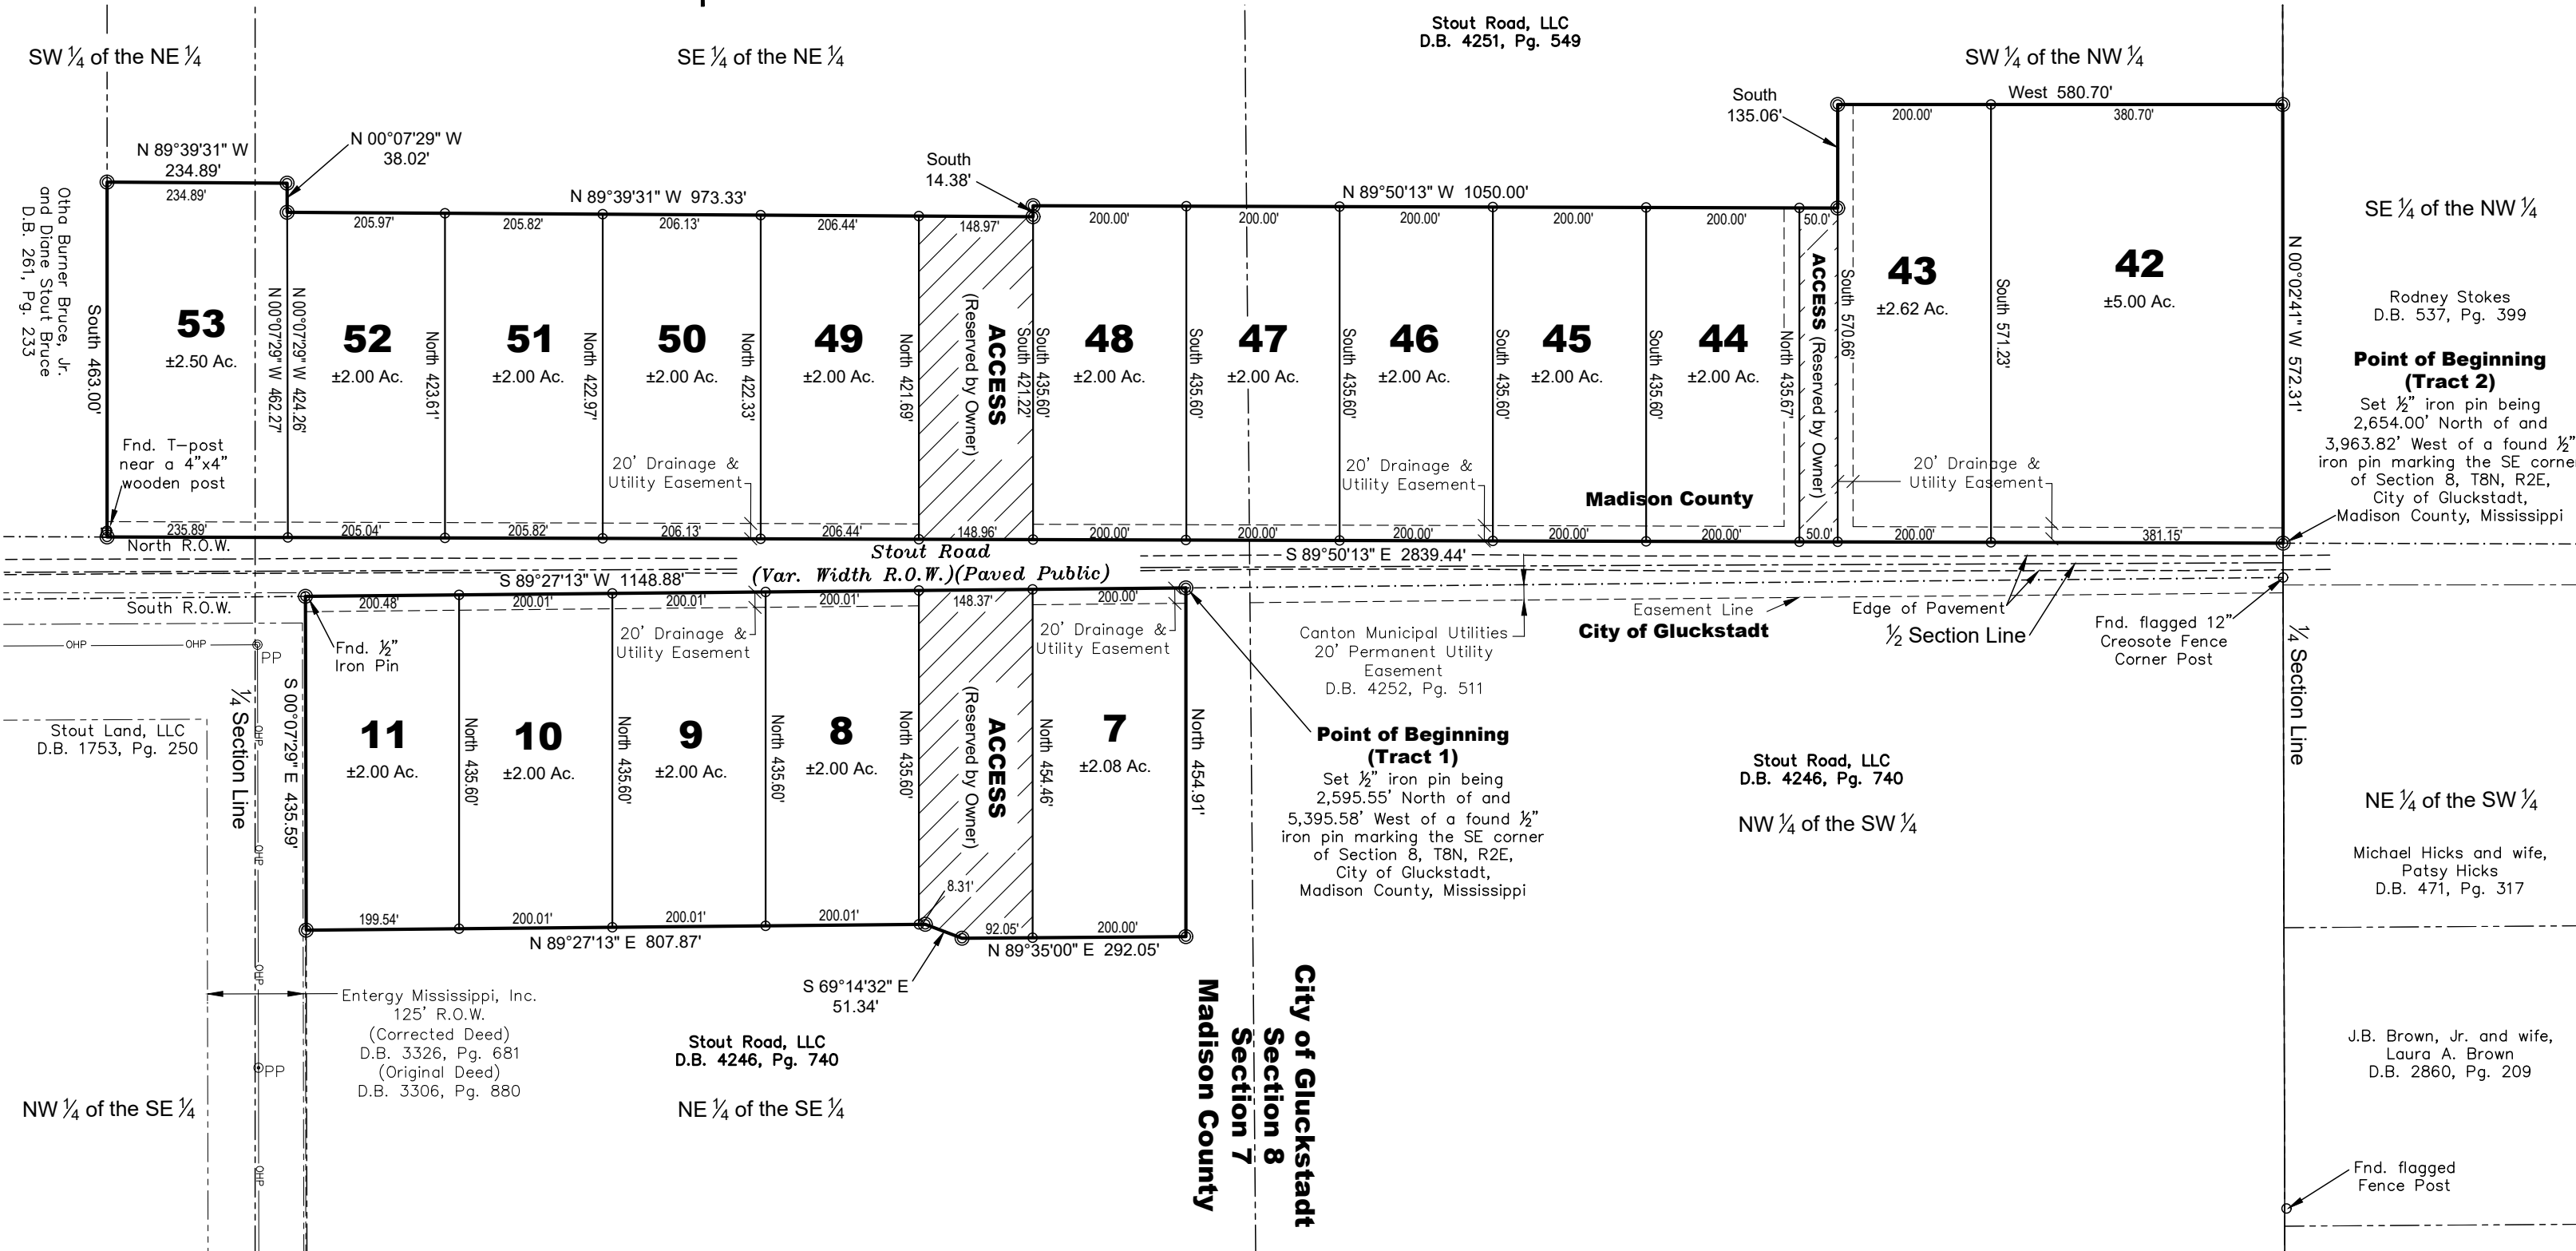 Stout Road, LLC
D.B. 4251, Pg. 549
SW ¼ of the NE ¼
SE ¼ of the NE ¼
SW ¼ of the NW ¼
West 580.70'
South
135.06'
200.00'
380.70'
N 89°39'31" W
234.89'
234.89'
N 00°07'29" W
38.02'
South
14.38'
N 89°39'31" W 973.33'
N 89°50'13" W 1050.00'
205.97'
205.82'
206.13'
206.44'
148.97'
200.00'
200.00'
200.00'
200.00'
200.00'
50.0'
SE ¼ of the NW ¼
Otha Burner Bruce, Jr.
and Diane Stout Bruce
D.B. 261, Pg. 233
South 463.00'
53
±2.50 Ac.
N 00°07'29" W 462.27'
N 00°07'29" W 424.26'
52
±2.00 Ac.
North 423.61'
51
±2.00 Ac.
North 422.97'
50
±2.00 Ac.
North 422.33'
49
±2.00 Ac.
North 421.69'
ACCESS
(Reserved by Owner)
South 421.22'
South 435.60'
48
±2.00 Ac.
South 435.60'
47
±2.00 Ac.
South 435.60'
46
±2.00 Ac.
South 435.60'
45
±2.00 Ac.
South 435.60'
44
±2.00 Ac.
North 435.67'
ACCESS (Reserved by Owner)
South 570.66'
43
±2.62 Ac.
South 571.23'
42
±5.00 Ac.
N 00°02'41" W 572.31'
Rodney Stokes
D.B. 537, Pg. 399
Point of Beginning
(Tract 2)
Set ½" iron pin being
2,654.00' North of and
3,963.82' West of a found ½"
iron pin marking the SE corner
of Section 8, T8N, R2E,
City of Gluckstadt,
Madison County, Mississippi
Fnd. T-post
near a 4"x4"
wooden post
20' Drainage &
Utility Easement
20' Drainage &
Utility Easement
20' Drainage &
Utility Easement
Madison County
235.89'
205.04'
205.82'
206.13'
206.44'
148.96'
200.00'
200.00'
200.00'
200.00'
200.00'
50.0'
200.00'
381.15'
North R.O.W.
Stout Road
S 89°50'13" E 2839.44'
S 89°27'13" W 1148.88'
(Var. Width R.O.W.)(Paved Public)
South R.O.W.
200.48'
200.01'
200.01'
200.01'
148.37'
200.00'
Easement Line
Edge of Pavement
City of Gluckstadt
½ Section Line
Fnd. flagged 12"
Creosote Fence
Corner Post
Canton Municipal Utilities
20' Permanent Utility
Easement
D.B. 4252, Pg. 511
OHP
OHP
PP
Fnd. ½"
Iron Pin
20' Drainage &
Utility Easement
20' Drainage &
Utility Easement
¼ Section Line
¼ Section Line
Stout Land, LLC
D.B. 1753, Pg. 250
OHP
S 00°07'29" E 435.59'
11
±2.00 Ac.
North 435.60'
10
±2.00 Ac.
North 435.60'
9
±2.00 Ac.
North 435.60'
8
±2.00 Ac.
North 435.60'
ACCESS
(Reserved by Owner)
North 454.46'
7
±2.08 Ac.
North 454.91'
Point of Beginning
(Tract 1)
Set ½" iron pin being
2,595.55' North of and
5,395.58' West of a found ½"
iron pin marking the SE corner
of Section 8, T8N, R2E,
City of Gluckstadt,
Madison County, Mississippi
Stout Road, LLC
D.B. 4246, Pg. 740
NW ¼ of the SW ¼
NE ¼ of the SW ¼
Michael Hicks and wife,
Patsy Hicks
D.B. 471, Pg. 317
OHP
8.31'
199.54'
200.01'
200.01'
200.01'
92.05'
200.00'
N 89°27'13" E 807.87'
N 89°35'00" E 292.05'
S 69°14'32" E
51.34'
OHP
Entergy Mississippi, Inc.
125' R.O.W.
(Corrected Deed)
D.B. 3326, Pg. 681
(Original Deed)
D.B. 3306, Pg. 880
Stout Road, LLC
D.B. 4246, Pg. 740
Madison County
Section 7
Section 8
City of Gluckstadt
J.B. Brown, Jr. and wife,
Laura A. Brown
D.B. 2860, Pg. 209
PP
NW ¼ of the SE ¼
NE ¼ of the SE ¼
OHP
Fnd. flagged
Fence Post